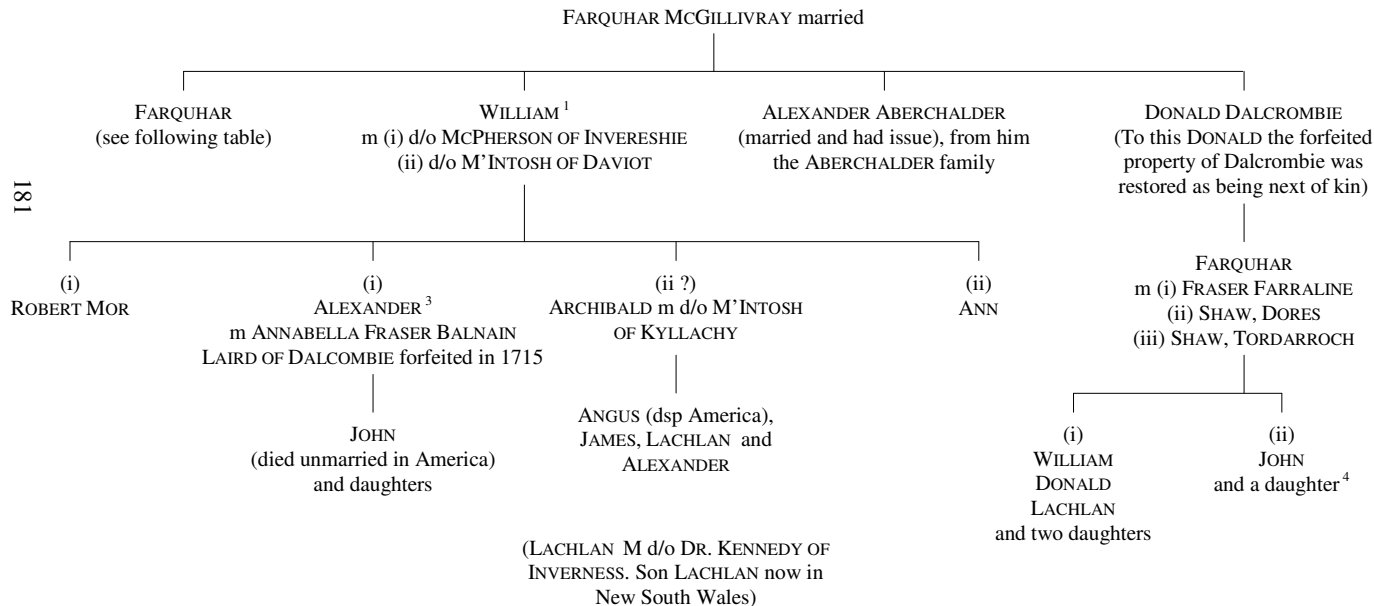 FARQUHAR MCGILLIVRAY married
FARQUHAR
(see following table)
WILLIAM 1
m (i) d/o MCPHERSON OF INVERESHIE
(ii) d/o M'INTOSH OF DAVIOT
ALEXANDER ABERCHALDER
(married and had issue), from him
the ABERCHALDER family
DONALD DALCROMBIE
(To this DONALD the forfeited
property of Dalcrombie was
restored as being next of kin)
181
(i)
ROBERT MOR
(i)
ALEXANDER 3
m ANNABELLA FRASER BALNAIN
LAIRD OF DALCOMBIE forfeited in 1715
(ii ?)
ARCHIBALD m d/o M'INTOSH
OF KYLLACHY
(ii)
ANN
FARQUHAR
m (i) FRASER FARRALINE
(ii) SHAW, DORES
(iii) SHAW, TORDARROCH
JOHN
(died unmarried in America)
and daughters
ANGUS (dsp America),
JAMES, LACHLAN and
ALEXANDER
(i)
WILLIAM
DONALD
LACHLAN
and two daughters
(ii)
JOHN
and a daughter 4
(LACHLAN M d/o DR. KENNEDY OF
INVERNESS. Son LACHLAN now in
New South Wales)